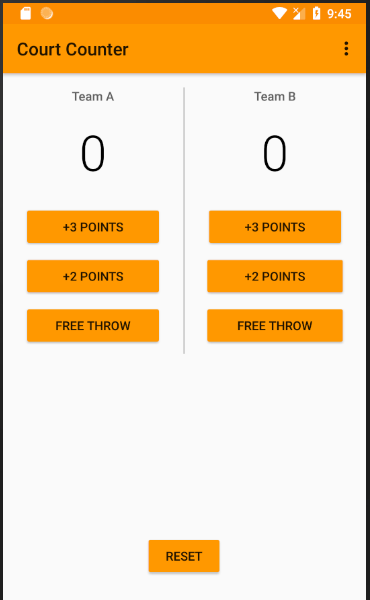 9:45
Court Counter
Team A
Team B
0
0
+3 POINTS
+3 POINTS
+2 POINTS
+2 POINTS
FREE THROW
FREE THROW
RESET